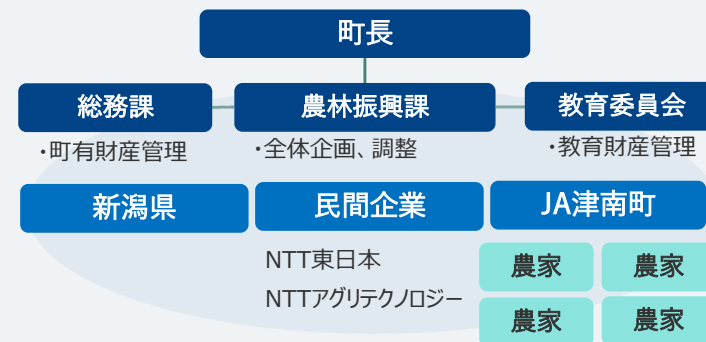 町長
総務課 農林振興課 教育委員会
・町有財産管理 ・全体企画、調整 ・教育財産管理
新潟県 民間企業 JA津南町
NTT東日本
農家 農家
NTTアグリテクノロジー
農家 農家